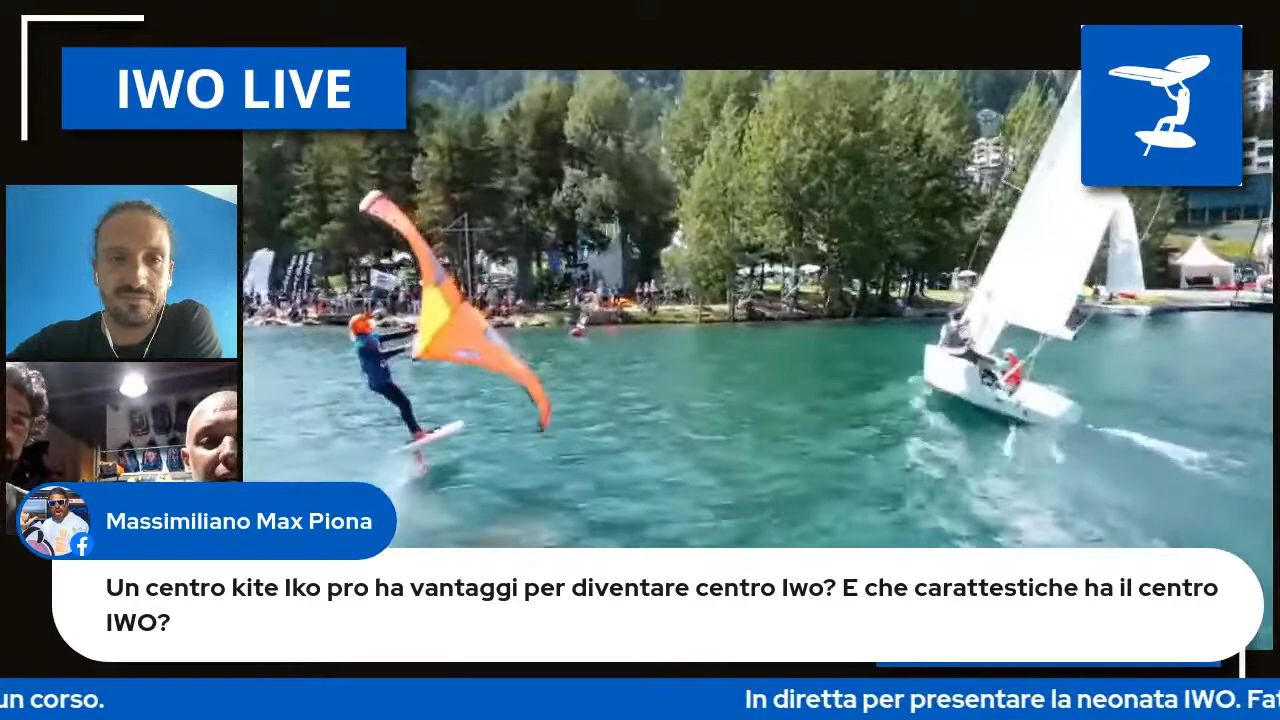 IWO LIVE
Massimiliano Max Piona
Un centro kite Iko pro ha vantaggi per diventare centro Iwo? E che carattestiche ha il centro
IWO?
un corso.
In diretta per presentare la neonata IWO. Fat